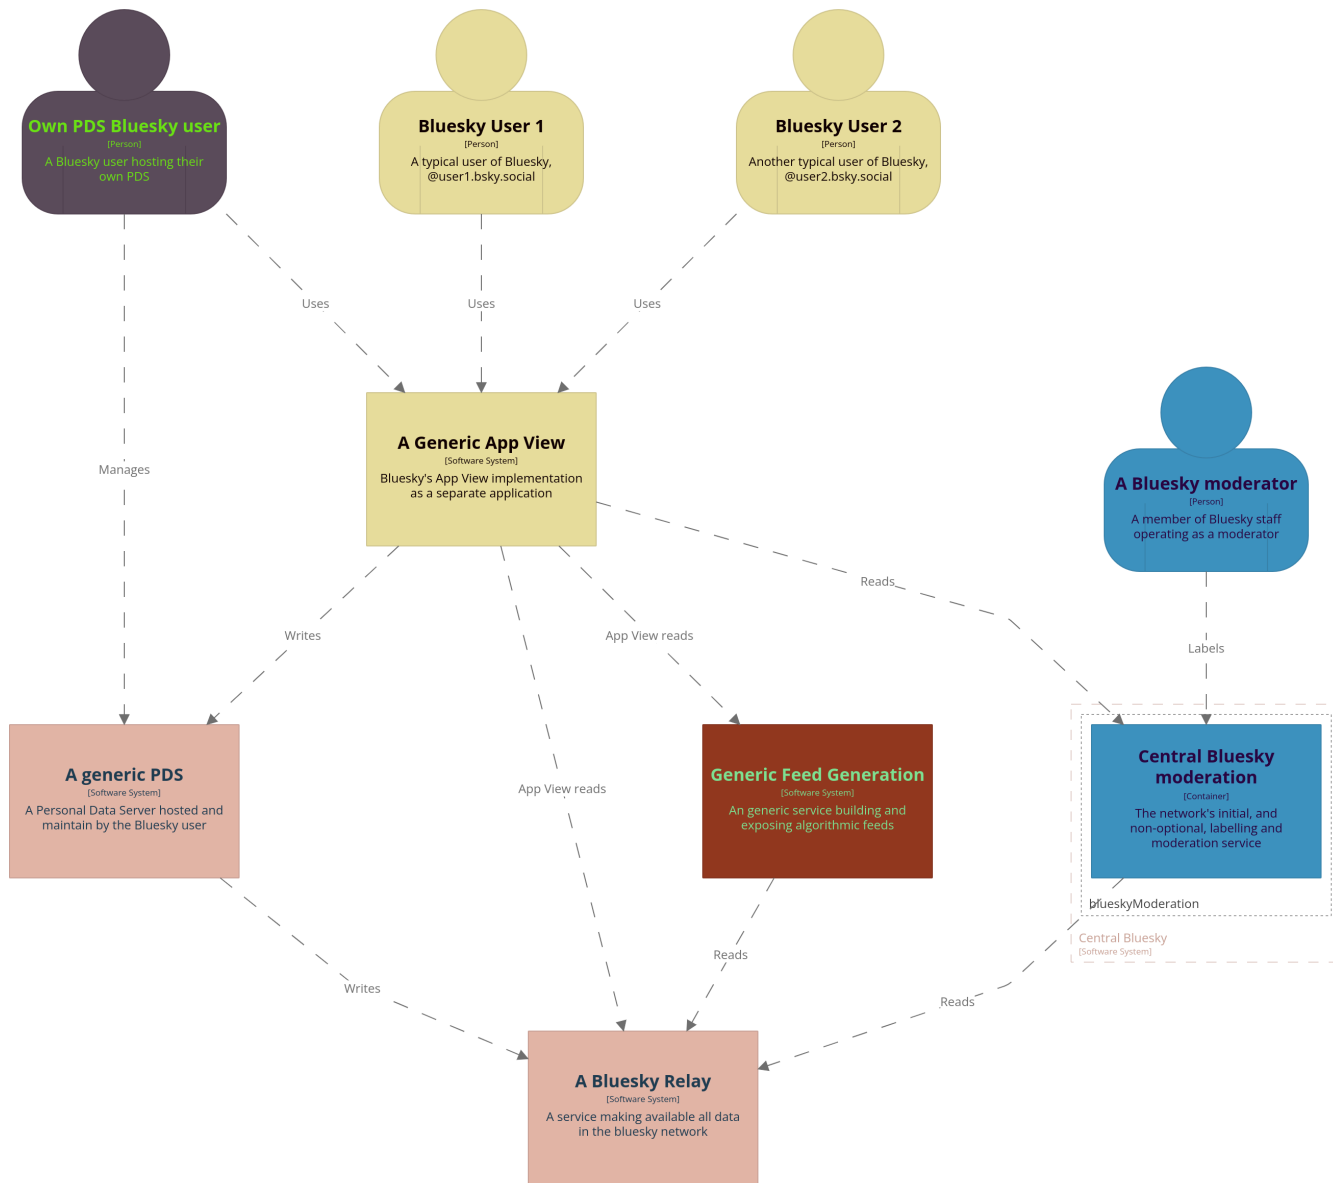 Own PDS Bluesky user
[Person]
A Bluesky user hosting their
own PDS
Bluesky User 1
[Person]
A typical user of Bluesky,
@user1.bsky.social
Bluesky User 2
[Person]
Another typical user of Bluesky,
@user2.bsky.social
Uses
Uses
Uses
Manages
A Generic App View
[Software System]
Bluesky's App View implementation
as a separate application
A Bluesky moderator
[Person]
A member of Bluesky staff
operating as a moderator
Reads
Writes
App View reads
Labels
A generic PDS
[Software System]
A Personal Data Server hosted and
maintain by the Bluesky user
App View reads
Generic Feed Generation
[Software System]
An generic service building and
exposing algorithmic feeds
Central Bluesky
moderation
[Container]
The network's initial, and
non-optional, labelling and
moderation service
blueskyModeration
Central Bluesky
[Software System]
Writes
Reads
Reads
A Bluesky Relay
[Software System]
A service making available all data
in the bluesky network